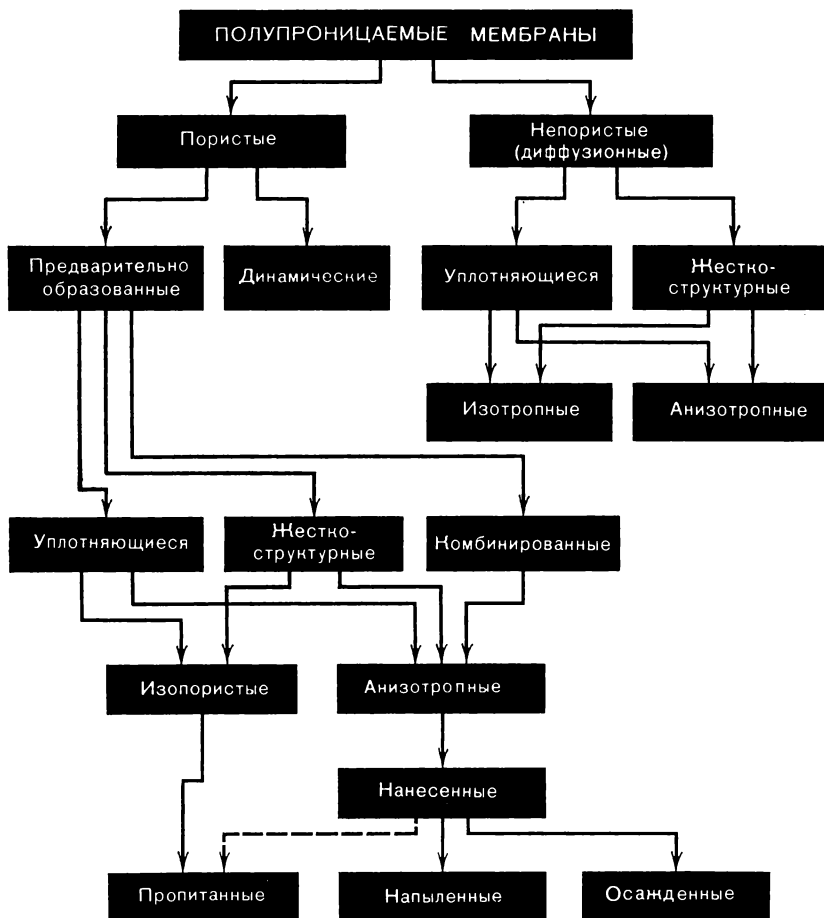 ПОЛУПРОНИЦАЕМЫЕ МЕМБРАНЫ
Пористые
Непористые
(диффузионные)
Предварительно
образованные
Динамические
Уплотняющиеся
Жестко-
структурные
Изотропные
Анизотропные
Уплотняющиеся
Жестко-
структурные
Комбинированные
Изопористые
Анизотропные
Нанесенные
Пропитанные
Напыленные
Осажденные